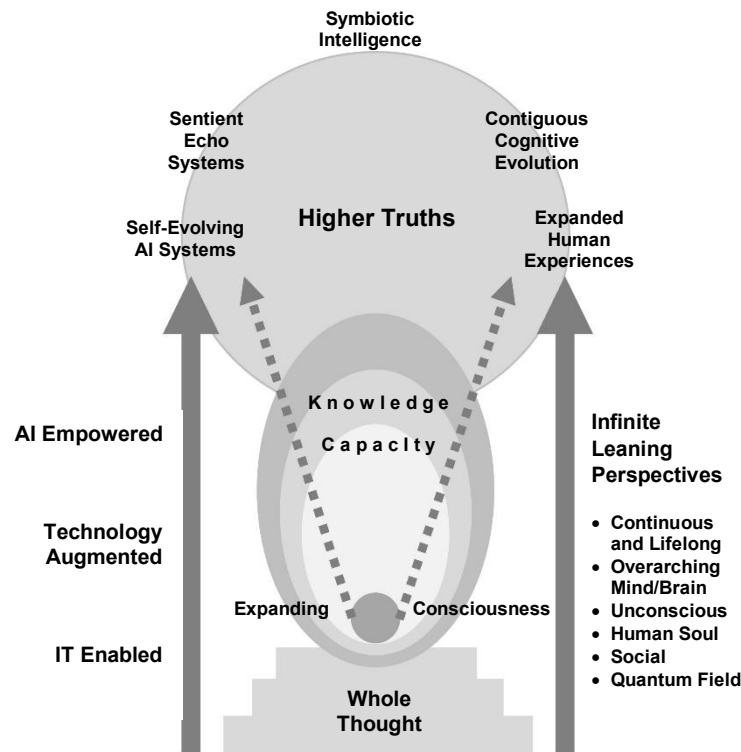 Symbiotic
Intelligence
Sentient
Echo
Systems
Contiguous
Cognitive
Evolution
Self-Evolving
AI Systems
Higher Truths
Expanded
Human
Experiences
Knowledge
CapacIty
AI Empowered
Technology
Augmented
IT Enabled
Expanding
Consciousness
Whole
Thought
Infinite
Leaning
Perspectives
• Continuous
and Lifelong
• Overarching
Mind/Brain
• Unconscious
• Human Soul
• Social
• Quantum Field